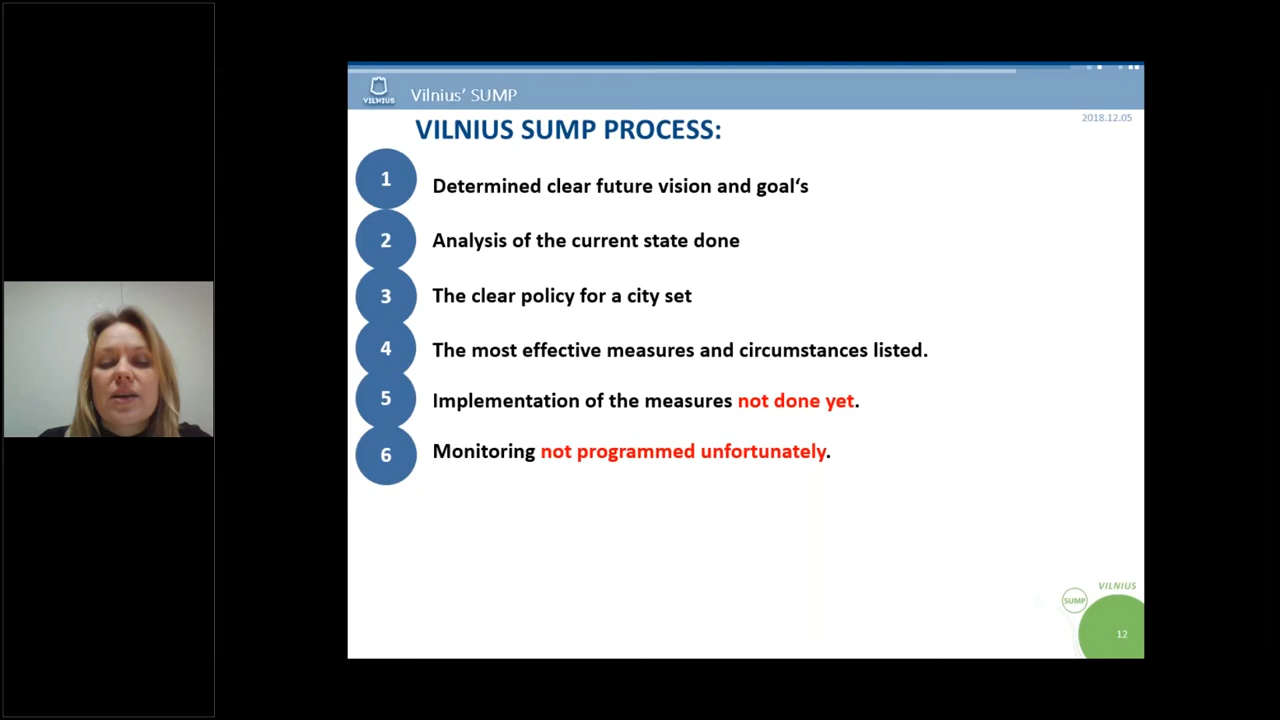 VILNIUS
Vilnius’ SUMP
2018.12.05
VILNIUS SUMP PROCESS:
1
Determined clear future vision and goal‘s
2
Analysis of the current state done
3
The clear policy for a city set
4
The most effective measures and circumstances listed.
5
Implementation of the measures not done yet.
6
Monitoring not programmed unfortunately.
VILNIUS
SUMP
12